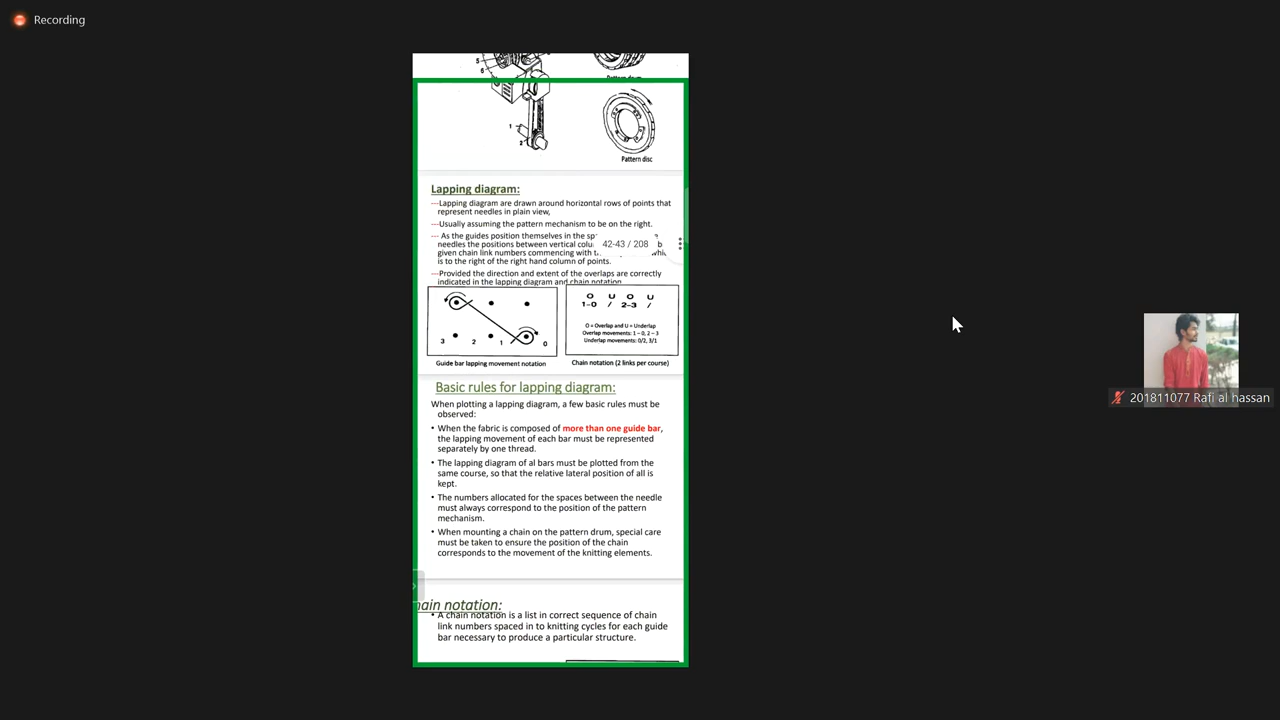 Recording
5
6
1
2
Pattern disc
Lapping diagram:
---Lapping diagram are drawn around horizontal rows of points that
represent needles in plain view,
---Usually assuming the pattern mechanism to be on the right.
--- As the guides position themselves in the
needles the positions between vertical
given chain link numbers commencing with
is to the right of the right hand column of points.
42-43 / 208
---Provided the direction and extent of the overlaps are correctly
indicated in the lapping diagram and chain notation
3 2 1 0
O U O U
1-0 / 2-3 /
O = Overlap and U = Underlap
Overlap movements: 1 – 0, 2 – 3
Underlap movements: 0/2, 3/1
Guide bar lapping movement notation
Chain notation (2 links per course)
Basic rules for lapping diagram:
When plotting a lapping diagram, a few basic rules must be
observed:
• When the fabric is composed of more than one guide bar,
the lapping movement of each bar must be represented
separately by one thread.
• The lapping diagram of al bars must be plotted from the
same course, so that the relative lateral position of all is
kept.
• The numbers allocated for the spaces between the needle
must always correspond to the position of the pattern
mechanism.
• When mounting a chain on the pattern drum, special care
must be taken to ensure the position of the chain
corresponds to the movement of the knitting elements.
hain notation:
• A chain notation is a list in correct sequence of chain
link numbers spaced in to knitting cycles for each guide
bar necessary to produce a particular structure.
201811077 Rafi al hassan